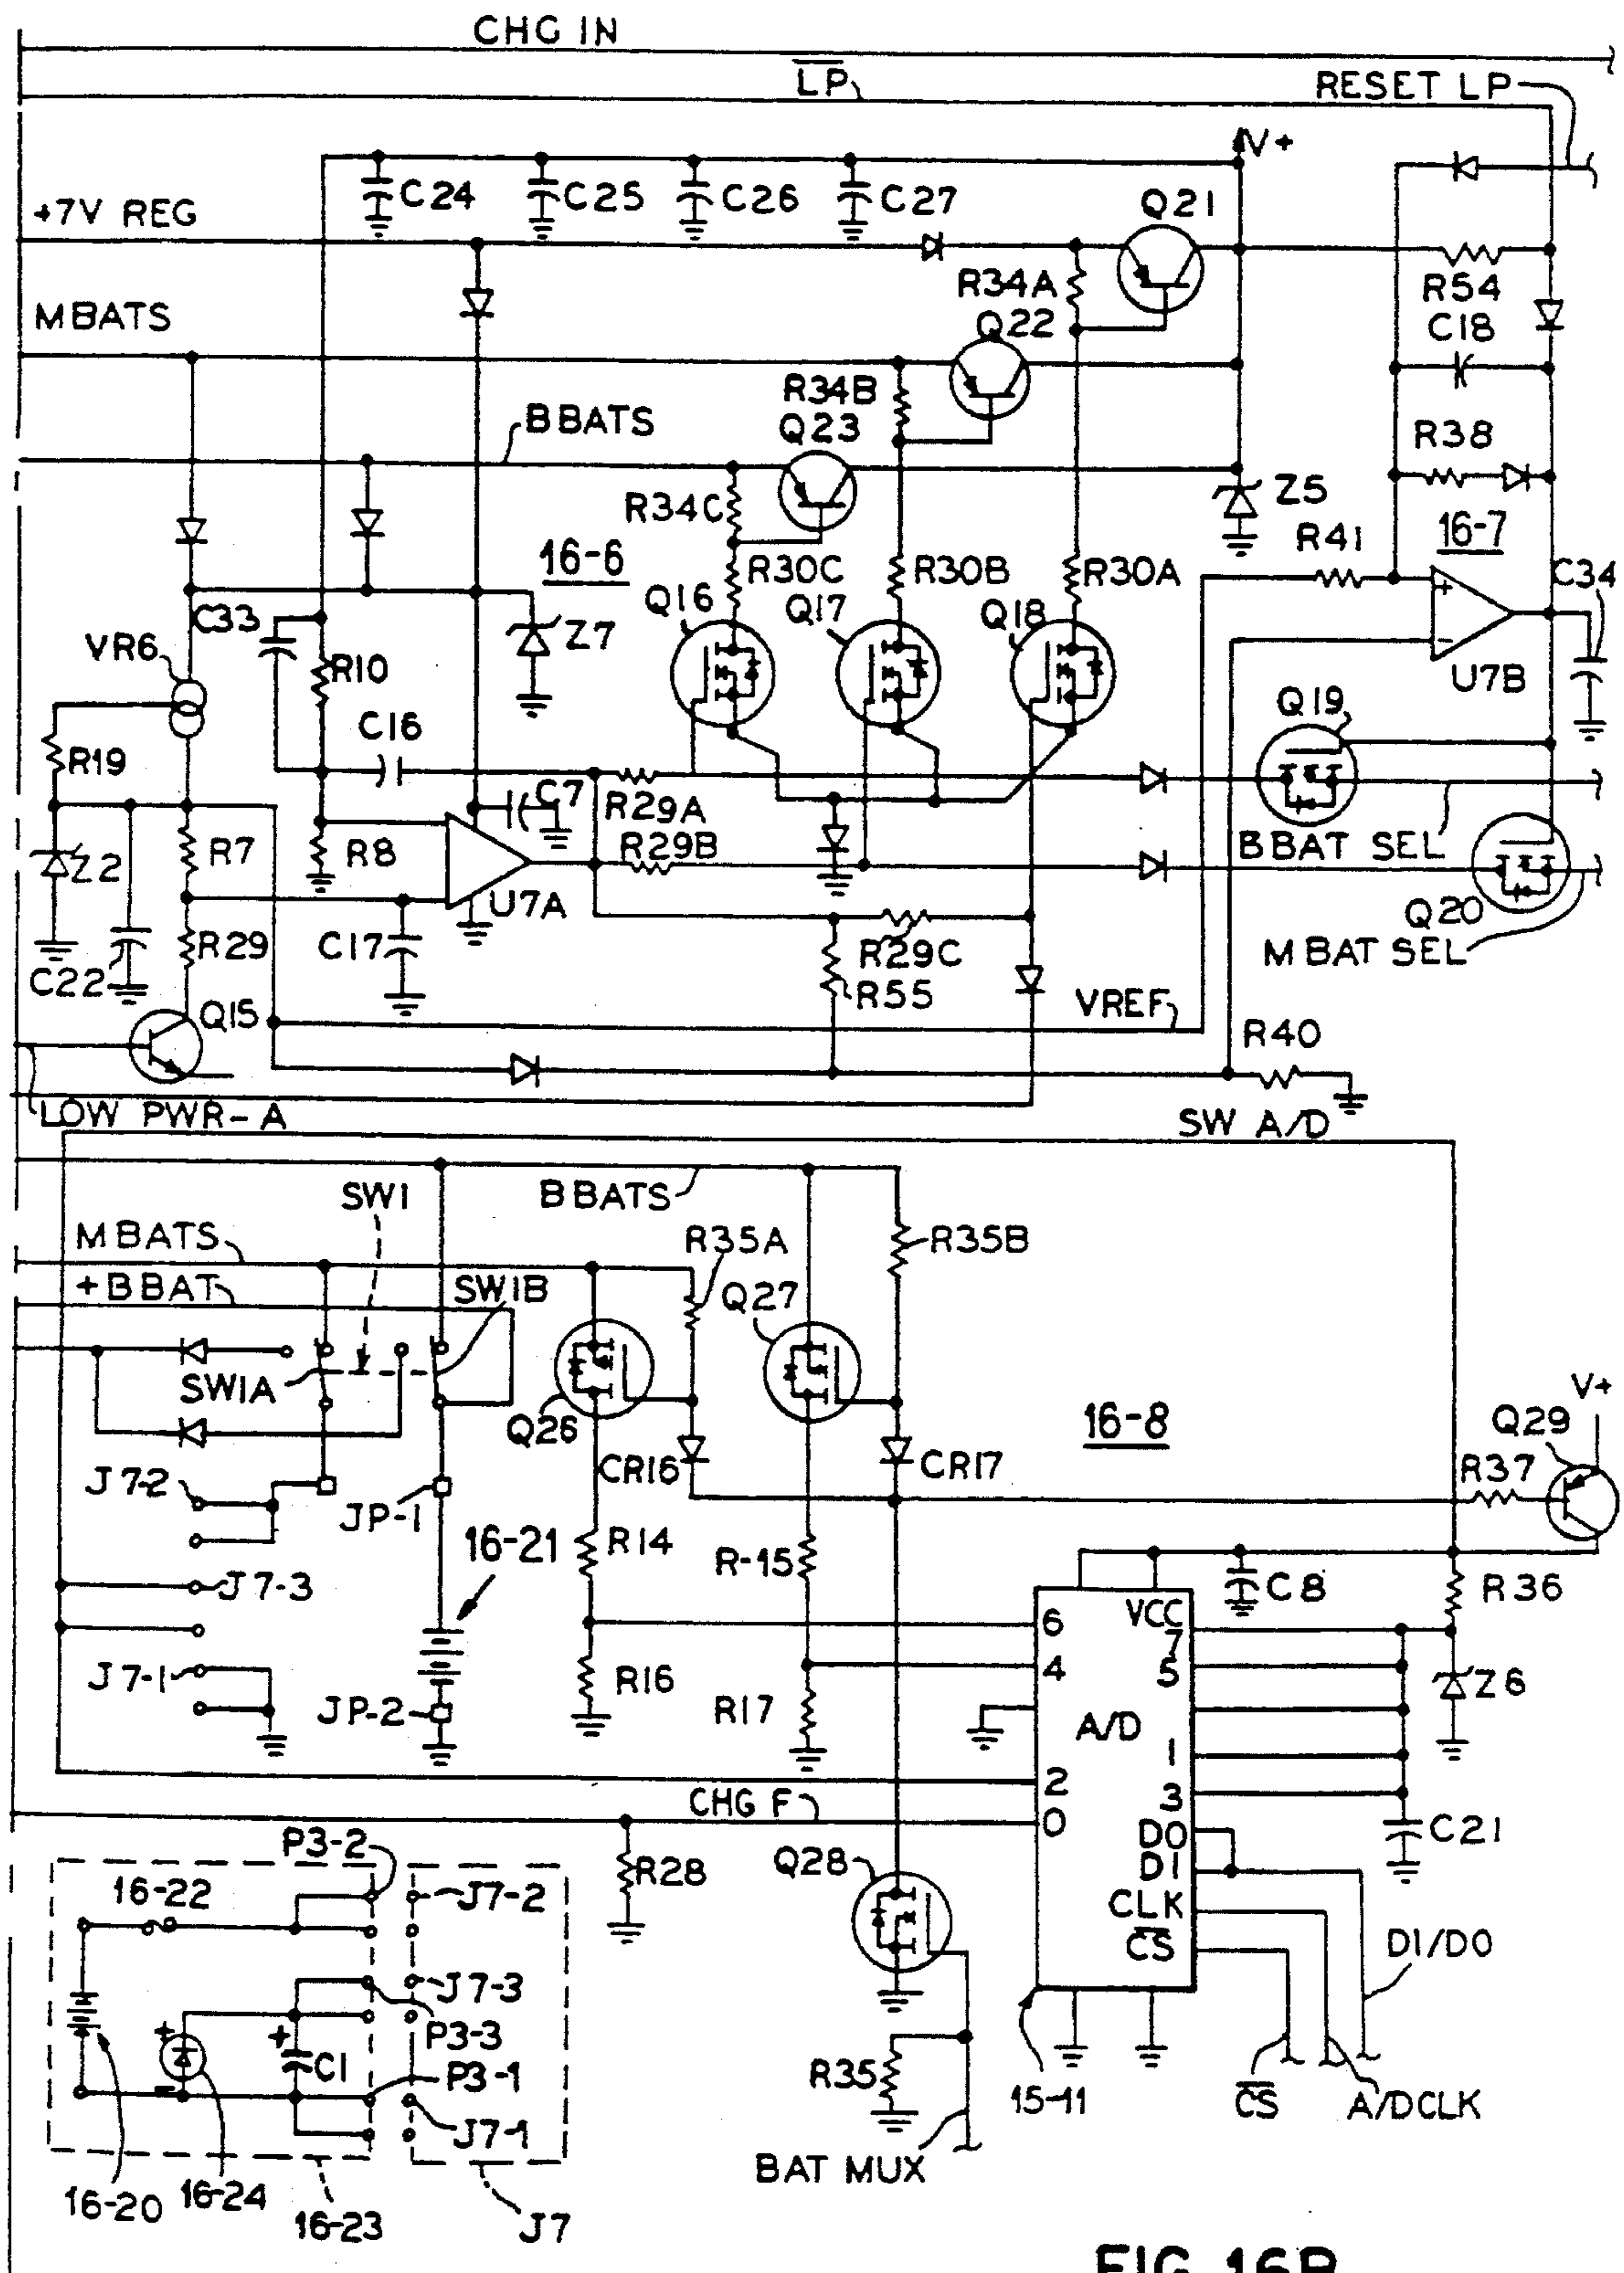 CHG IN
LP
RESET LP
V+
C24
C25
C26
C27
+7V REG
Q21
R34A
R54
MBATS
Q22
C18
R34B
BBATS
Q23
R38
R34C
Z5
16-6
16-7
R41
C33
Q16
R30C
Q17
R30B
Q18
R30A
C34
VR6
Z7
R10
U7B
C16
Q19
R19
C7
R29A
Z2
R7
R8
R29B
BBAT SEL
U7A
Q20
R29
C17
R29C
MBAT SEL
C22
R55
VREF
Q15
R40
LOW PWR-A
SW A/D
SW1
BBATS
MBATS
R35A
R35B
+BBAT
SW1B
Q27
SW1A
V+
Q26
16-8
Q29
J7-2
CR16
CR17
R37
JP-1
16-21
R14
R-15
J7-3
C8
R36
VCC
6
7
4
5
J7-1
R16
Z6
JP-2
R17
A/D
1
2
3
CHG F
0
D0
C21
P3-2
R28
Q28
D1
16-22
J7-2
CLK
CS
D1/D0
J7-3
+
+
P3-3
C1
P3-1
R35
-
15-11
CS
A/DCLK
J7-1
BAT MUX
16-20
16-24
16-23
J7
FIG. 16B